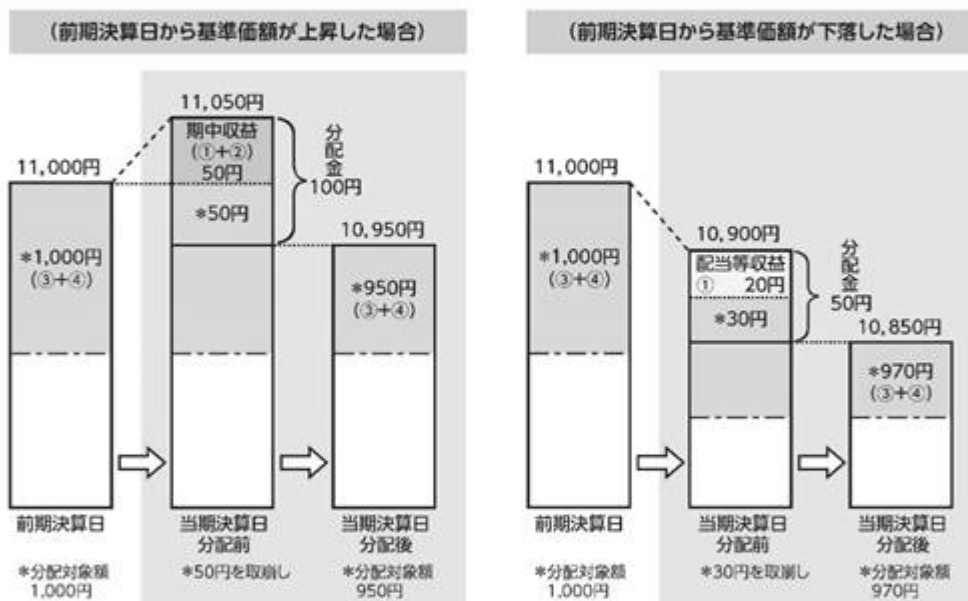 (前期決算日から基準価額が上昇した場合)
11,050円
期中収益
(①+②)
50円
分配金
100円
11,000円
*50円
10,950円
*1,000円
(③+④)
*950円
(③+④)
前期決算日
当期決算日
分配前
当期決算日
分配後
*分配対象額
1,000円
*50円を取崩し
*分配対象額
950円
(前期決算日から基準価額が下落した場合)
11,000円
10,900円
配当等収益
① 20円
分配金
50円
*1,000円
(③+④)
*30円
10,850円
*970円
(③+④)
前期決算日
当期決算日
分配前
当期決算日
分配後
*分配対象額
1,000円
*30円を取崩し
*分配対象額
970円